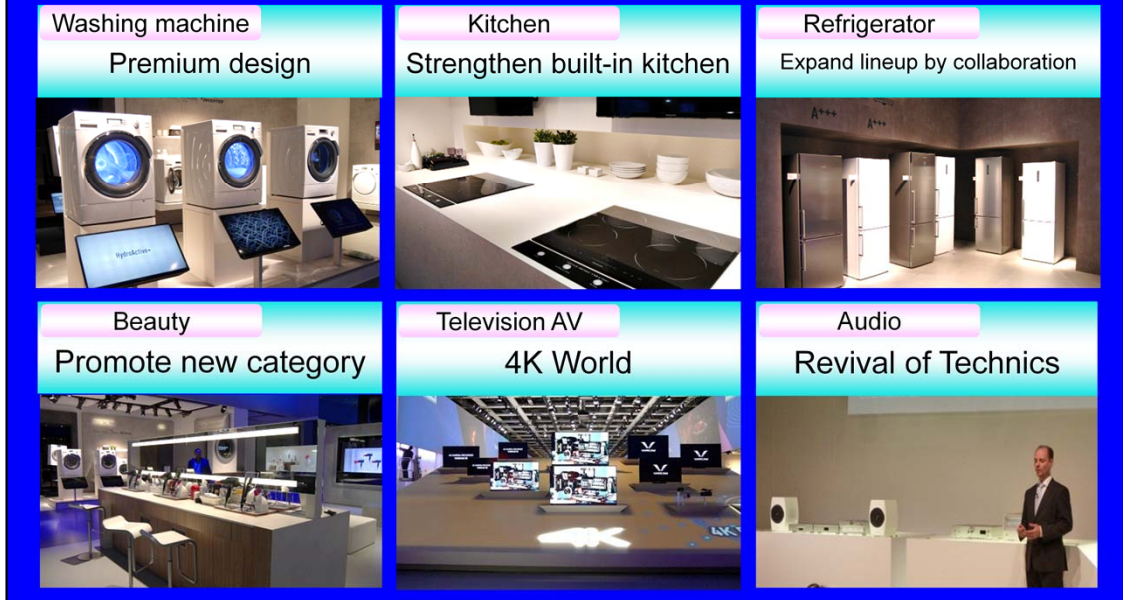 Washing machine
Premium design
Kitchen
Strengthen built-in kitchen
Refrigerator
Expand lineup by collaboration
HydroActive+
A+++
A+++
Beauty
Promote new category
Television AV
4K World
Audio
Revival of Technics
4K
4K